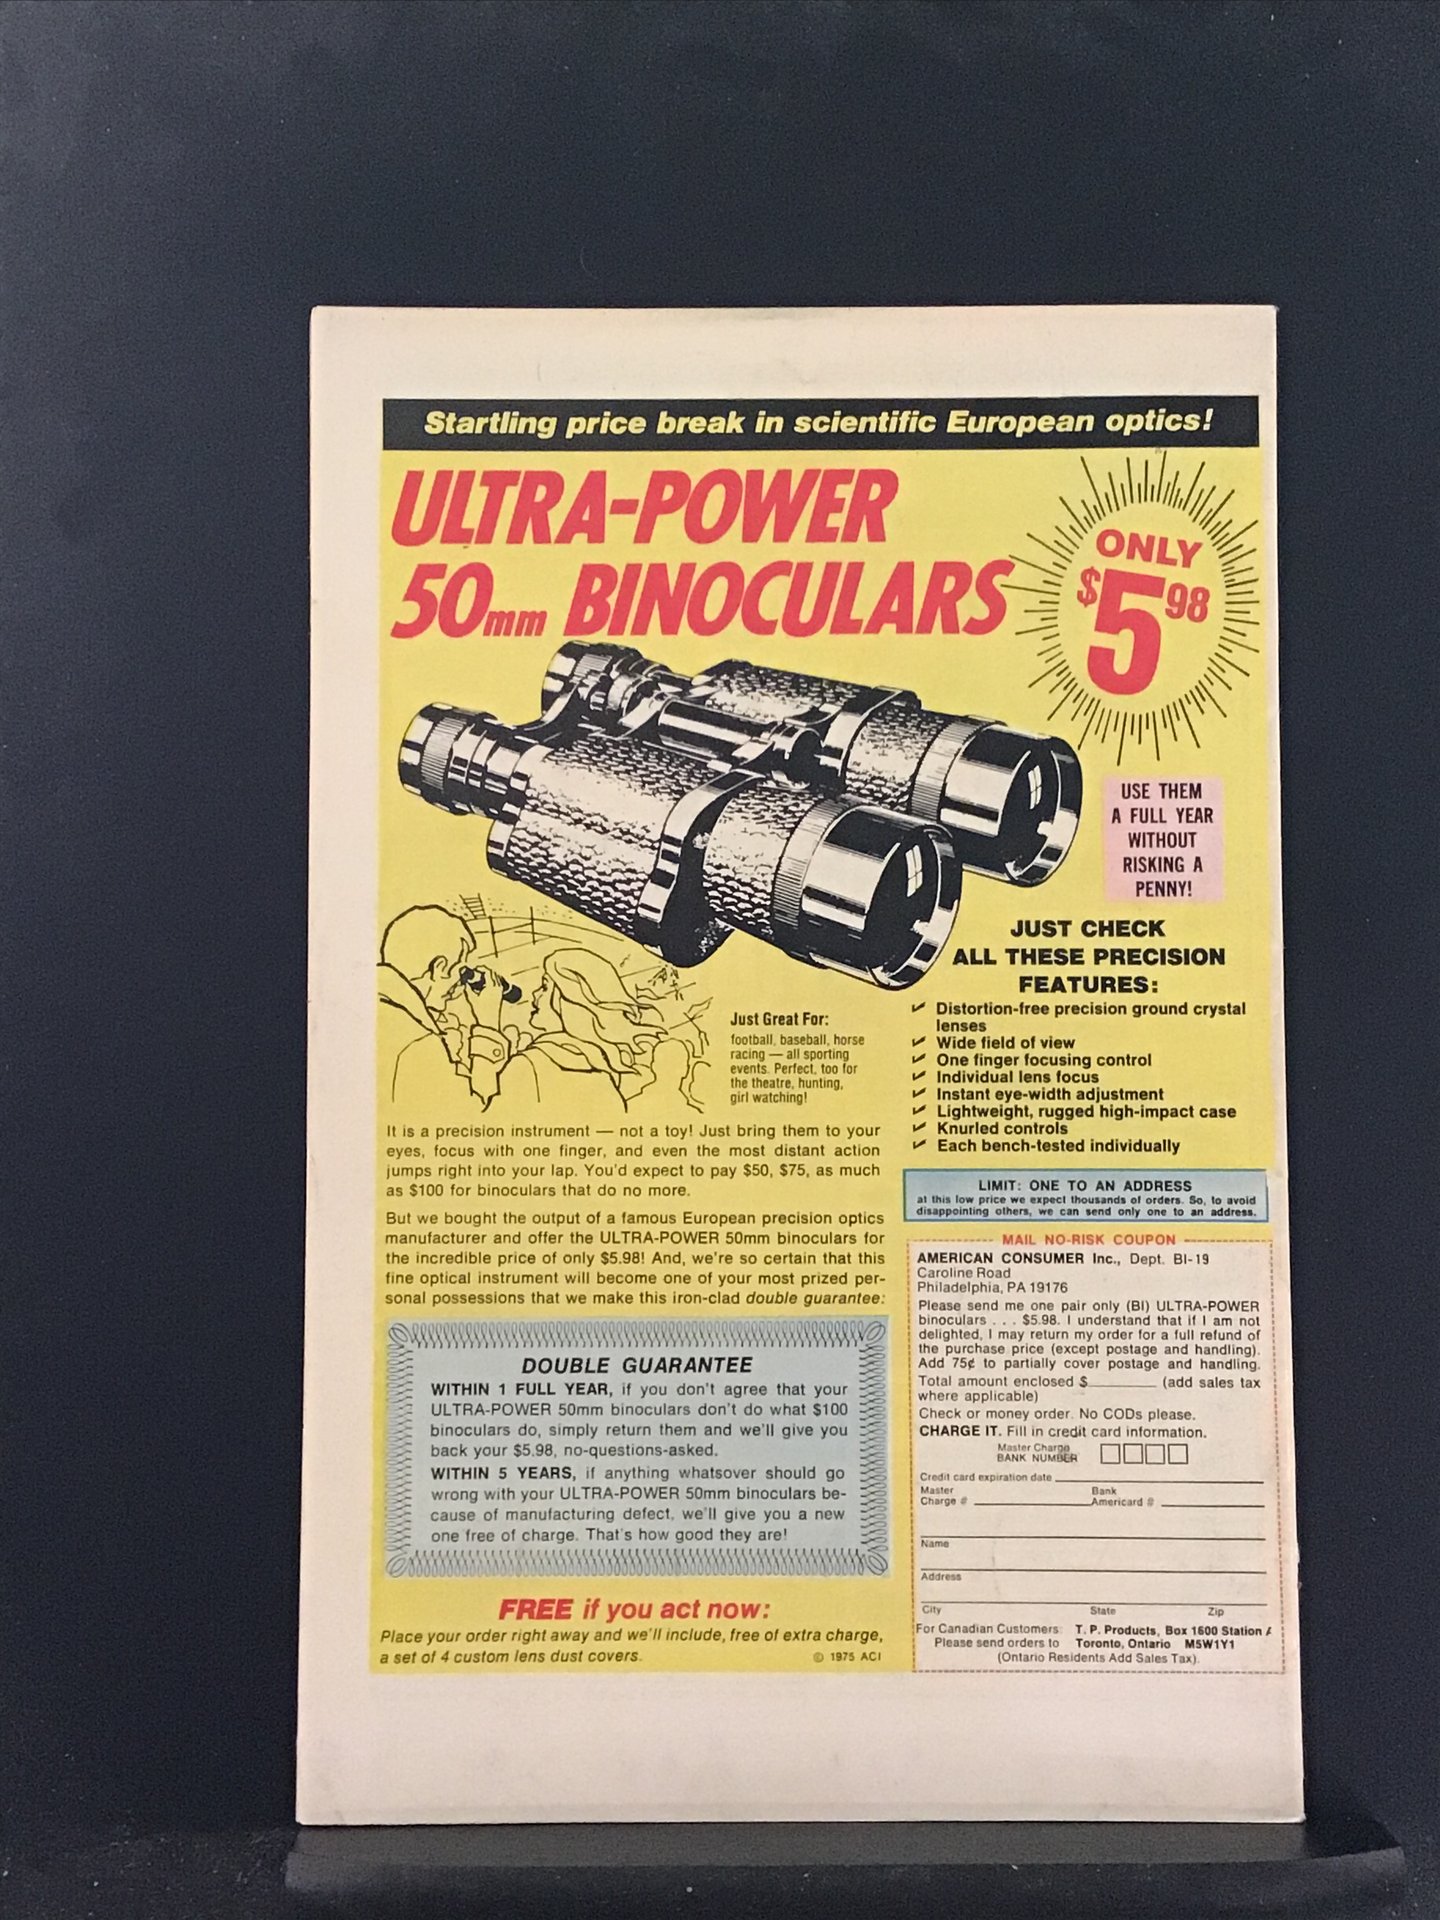 Startling price break in scientific European optics!
ULTRA-POWER
50mm BINOCULARS
ONLY
$5 98
USE THEM
A FULL YEAR
WITHOUT
RISKING A
PENNY!
JUST CHECK
ALL THESE PRECISION
FEATURES:
✓ Distortion-free precision ground crystal
lenses
✓ Wide field of view
✓ One finger focusing control
✓ Individual lens focus
✓ Instant eye-width adjustment
✓ Lightweight, rugged high-impact case
✓ Knurled controls
✓ Each bench-tested individually
Just Great For:
football, baseball, horse
racing — all sporting
events. Perfect, too for
the theatre, hunting,
girl watching!
It is a precision instrument — not a toy! Just bring them to your
eyes, focus with one finger, and even the most distant action
jumps right into your lap. You'd expect to pay $50, $75, as much
as $100 for binoculars that do no more.
But we bought the output of a famous European precision optics
manufacturer and offer the ULTRA-POWER 50mm binoculars for
the incredible price of only $5.98! And, we're so certain that this
fine optical instrument will become one of your most prized per-
sonal possessions that we make this iron-clad double guarantee:
DOUBLE GUARANTEE
WITHIN 1 FULL YEAR, if you don't agree that your
ULTRA-POWER 50mm binoculars don't do what $100
binoculars do, simply return them and we'll give you
back your $5.98, no-questions-asked.
WITHIN 5 YEARS, if anything whatsover should go
wrong with your ULTRA-POWER 50mm binoculars be-
cause of manufacturing defect, we'll give you a new
one free of charge. That's how good they are!
FREE if you act now:
Place your order right away and we'll include, free of extra charge,
a set of 4 custom lens dust covers.
© 1975 ACI
LIMIT: ONE TO AN ADDRESS
at this low price we expect thousands of orders. So, to avoid
disappointing others, we can send only one to an address.
MAIL NO-RISK COUPON
AMERICAN CONSUMER Inc., Dept. BI-19
Caroline Road
Philadelphia, PA 19176
Please send me one pair only (BI) ULTRA-POWER
binoculars . . . $5.98. I understand that if I am not
delighted, I may return my order for a full refund of
the purchase price (except postage and handling).
Add 75¢ to partially cover postage and handling.
Total amount enclosed $ (add sales tax
where applicable)
Check or money order. No CODs please.
CHARGE IT. Fill in credit card information.
Master Charge
BANK NUMBER
Credit card expiration date
Master Bank
Charge # Americard #
Name
Address
City State Zip
For Canadian Customers: T. P. Products, Box 1600 Station A
Please send orders to Toronto, Ontario M5W1Y1
(Ontario Residents Add Sales Tax).